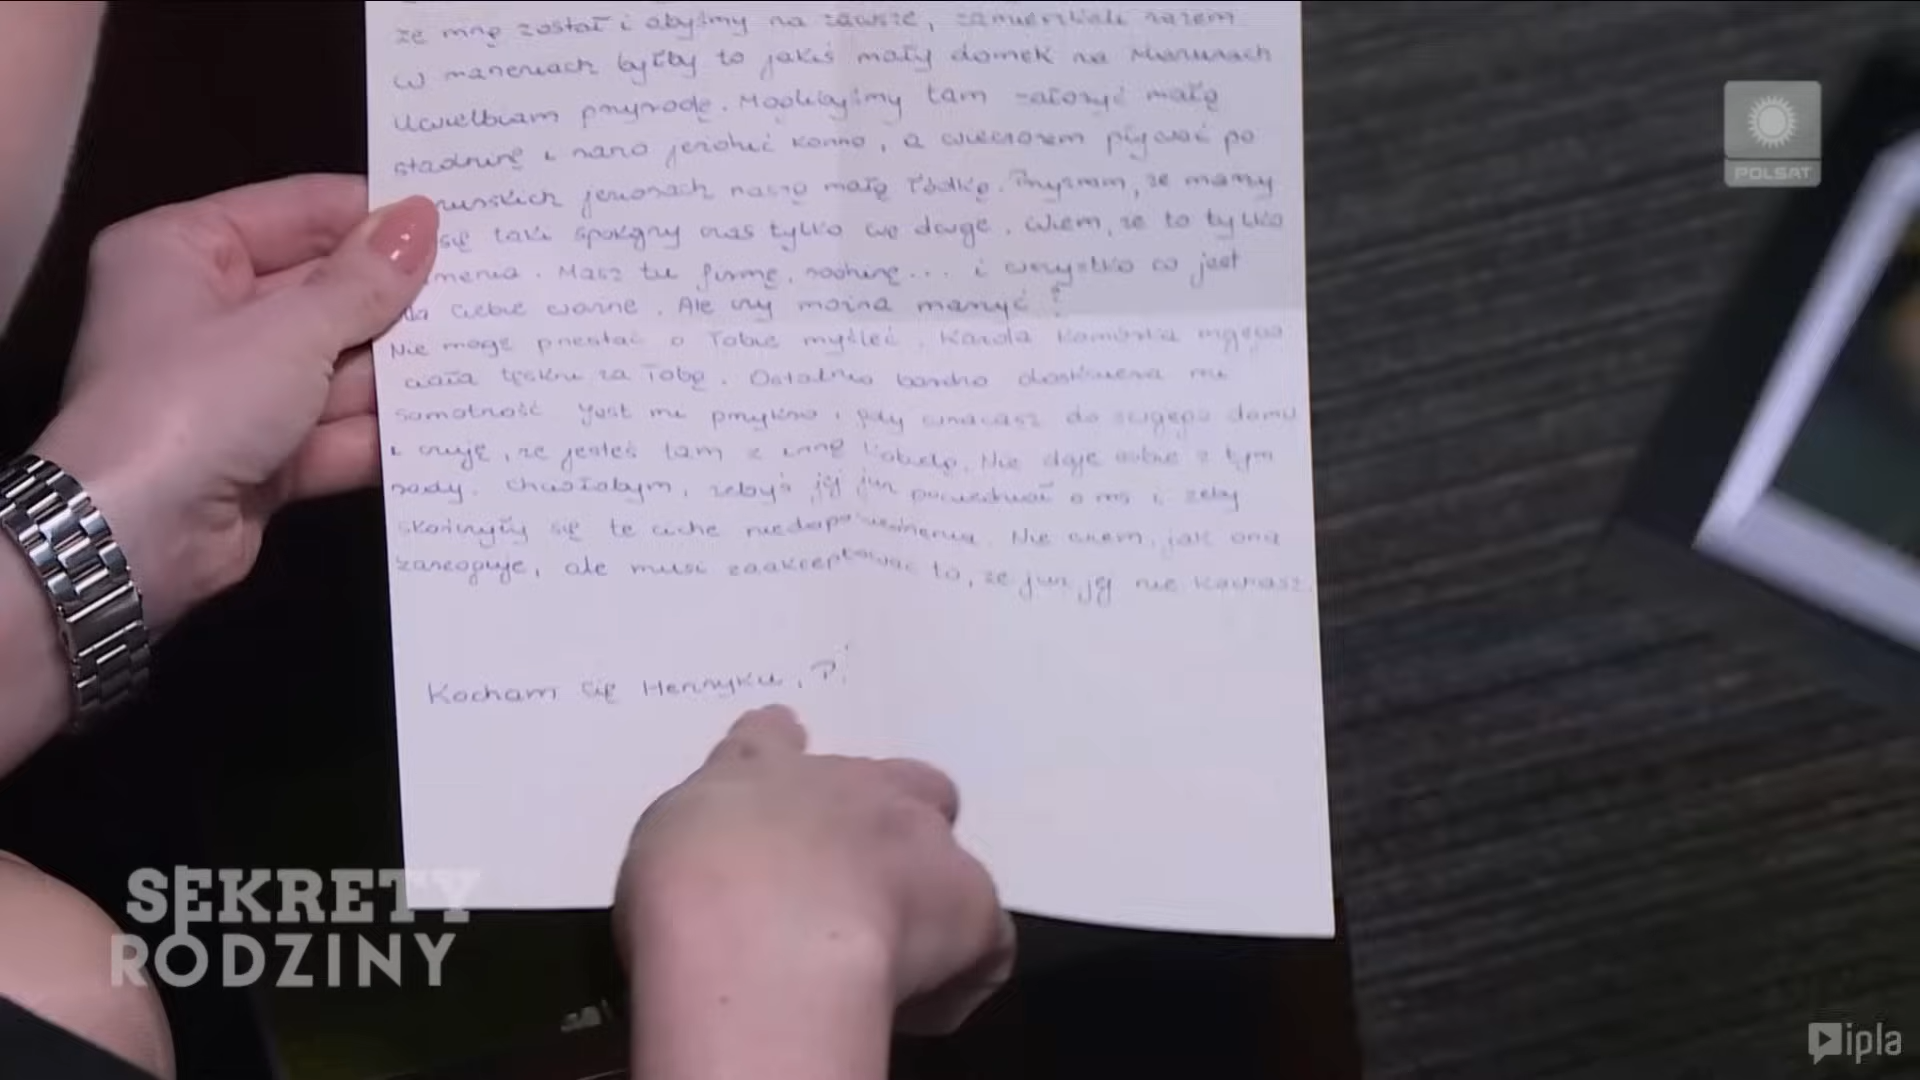 ze mną został i abyśmy na zawsze, zamieszkali razem
w marzeniach byłby to jakiś mały domek na Mazurach
Uwielbiam przyrodę. Moglibyśmy tam założyć małą
stadninę i rano jeździć konno, a wieczorem pływać po
jeziorach naszą małą łódką. Przyznam, że mamy
się taki spokojny czas tylko we dwoje. Wiem, że to tylko
Masz tu firmę, rodzinę... i wszystko co jest
dla Ciebie ważne. Ale czy można marzyć?
Nie mogę przestać o Tobie myśleć. Każda komórka mojego
ciała tęskni za Tobą. Ostatnio bardzo doskwiera mi
samotność. Jest mi przykro, gdy wracasz do swojego domu
i czuję, że jesteś tam z inną kobietą. Nie daję sobie z tym
rady. Chciałabym, żebyś jej już powiedział o nas i żeby
skończyły się te ciche niedopowiedzenia. Nie wiem, jak ona
zareaguje, ale musi zaakceptować to, że już jej nie kochasz.
Kocham Cię Henryku. P.
POLSAT
SEKRETY
RODZINY
ipla